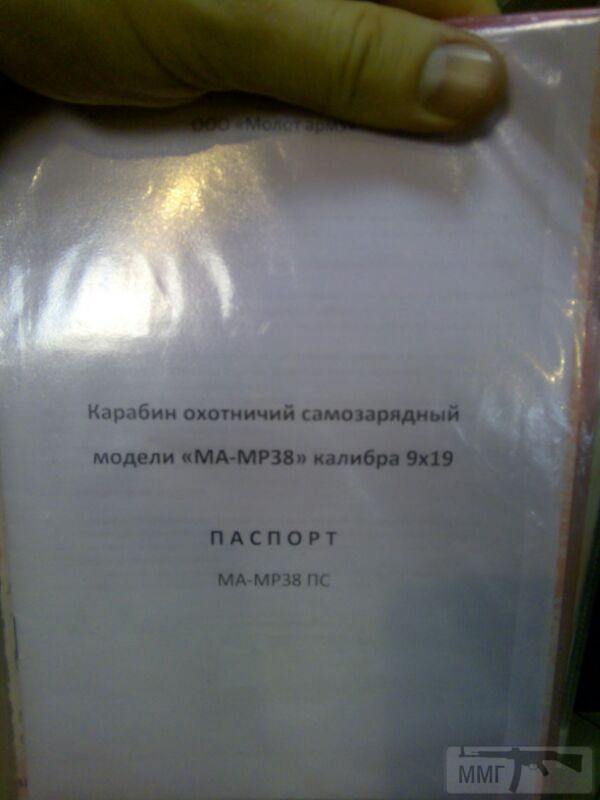 ООО «Молот
Карабин охотничий самозарядный
модели «МА-МР38» калибра 9х19
ПАСПОРТ
МА-МР38 ПС
ММГ